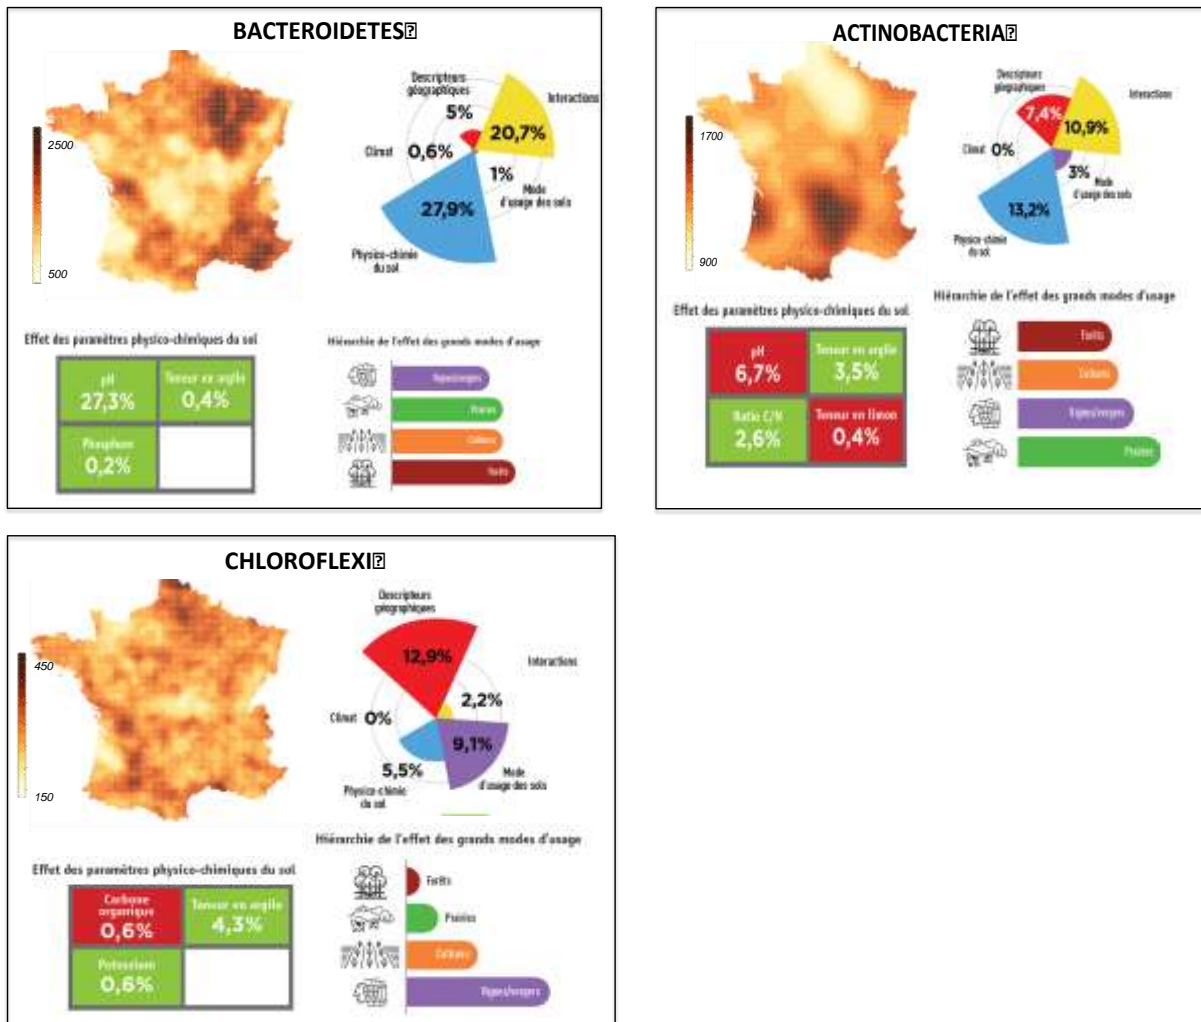 BACTEROIDETES
Descripteurs
géographiques
5%
Interactions
20,7%
Climat 0,6%
1%
Mode
d'usage des sols
27,9%
Physico-chimie
du sol
2500
500
Effet des paramètres physico-chimiques du sol
pH
27,3%
Teneur en argile
0,4%
Phosphore
0,2%
Hiérarchie de l'effet des grands modes d'usage
Vignes/vergers
Prairies
Cultures
Forêts
ACTINOBACTERIA
Descripteurs
géographiques
7,4%
Interactions
10,9%
Climat 0%
3%
Mode
d'usage des sols
13,2%
Physico-chimie
du sol
1700
900
Effet des paramètres physico-chimiques du sol
pH
6,7%
Teneur en argile
3,5%
Ratio C/N
2,6%
Teneur en limon
0,4%
Hiérarchie de l'effet des grands modes d'usage
Forêts
Cultures
Vignes/vergers
Prairies
CHLOROFLEXI
Descripteurs
géographiques
12,9%
Interactions
2,2%
Climat 0%
9,1%
Mode
d'usage des sols
5,5%
Physico-chimie
du sol
450
150
Effet des paramètres physico-chimiques du sol
Carbone
organique
0,6%
Teneur en argile
4,3%
Potassium
0,6%
Hiérarchie de l'effet des grands modes d'usage
Forêts
Prairies
Cultures
Vignes/vergers